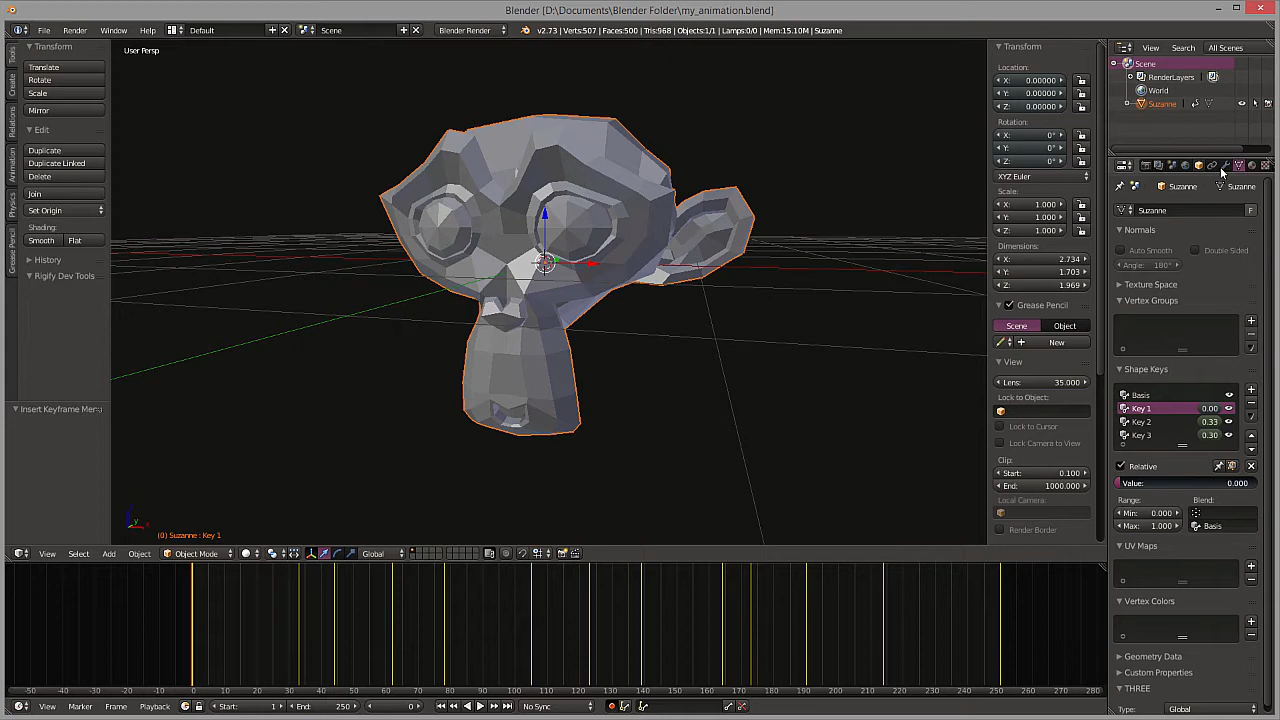 Blender [D:\Documents\Blender Folder\my_animation.blend]
File Render Window Help Default Scene Blender Render v2.73 | Verts:507 | Faces:500 | Tris:968 | Objects:1/1 | Lamps:0/0 | Mem:15.10M | Suzanne
View Search All Scenes
Scene
RenderLayers
World
Suzanne
Tools
Create
Relations
Animation
Physics
Grease Pencil
Transform
Translate
Rotate
Scale
Mirror
Edit
Duplicate
Duplicate Linked
Delete
Join
Set Origin
Shading:
Smooth Flat
History
Rigify Dev Tools
Insert Keyframe Menu
User Persp
(0) Suzanne : Key 1
Transform
Location:
X: 0.00000
Y: 0.00000
Z: 0.00000
Rotation:
X: 0°
Y: 0°
Z: 0°
XYZ Euler
Scale:
X: 1.000
Y: 1.000
Z: 1.000
Dimensions:
X: 2.734
Y: 1.703
Z: 1.969
Grease Pencil
Scene Object
New
View
Lens: 35.000
Lock to Object:
Lock to Cursor
Lock Camera to View
Clip:
Start: 0.100
End: 1000.000
Local Camera:
Render Border
Suzanne Suzanne
Suzanne F
Normals
Auto Smooth Double Sided
Angle: 180°
Texture Space
Vertex Groups
Shape Keys
Basis
Key 1 0.00
Key 2 0.33
Key 3 0.30
Relative
Value: 0.000
Range: Blend:
Min: 0.000
Max: 1.000 Basis
UV Maps
Vertex Colors
Geometry Data
Custom Properties
THREE
Type: Global
View Select Add Object Object Mode Global
-50 -40 -30 -20 -10 0 10 20 30 40 50 60 70 80 90 100 110 120 130 140 150 160 170 180 190 200 210 220 230 240 250 260 270 280
View Marker Frame Playback Start: 1 End: 250 0 No Sync